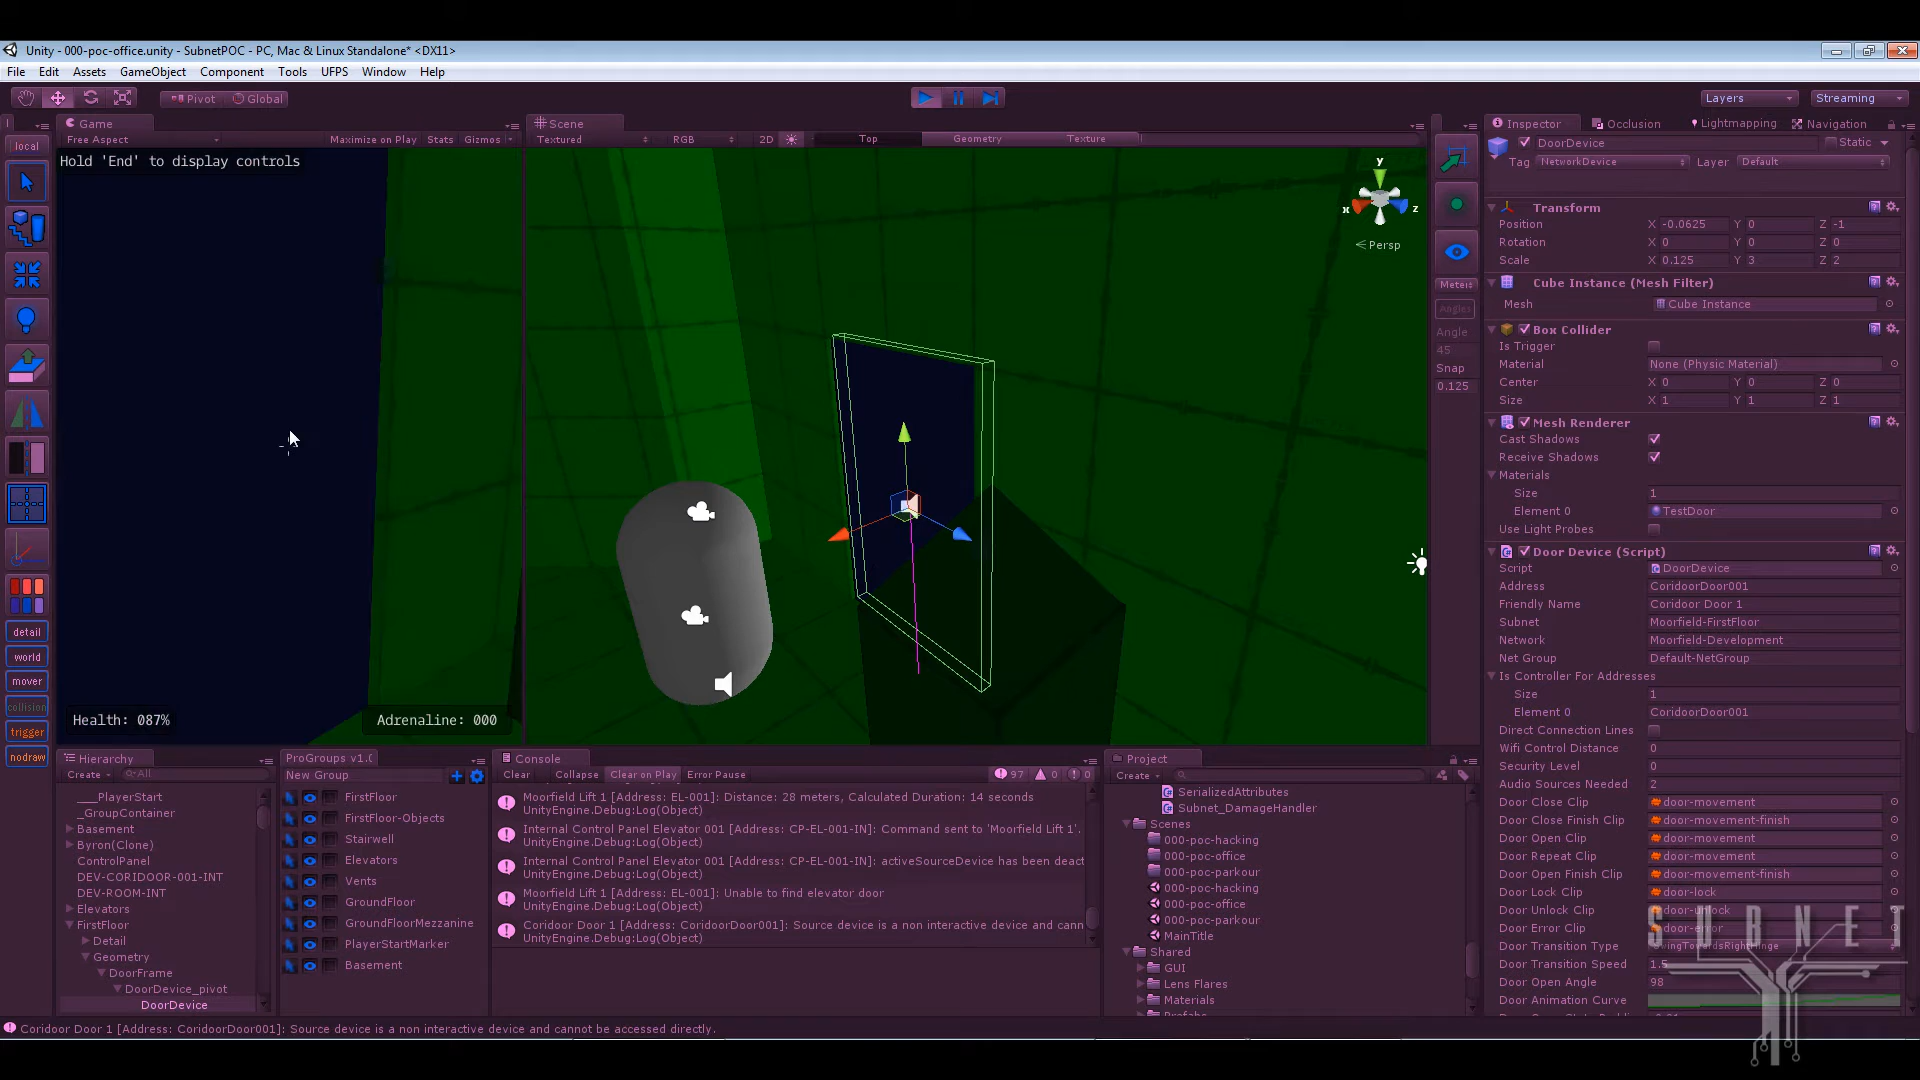 Unity - 000-poc-office.unity - SubnetPOC - PC, Mac & Linux Standalone* <DX11>
File Edit Assets GameObject Component Tools UFPS Window Help
Pivot Global Layers Streaming
Game Scene Inspector Occlusion Lightmapping Navigation
Free Aspect Maximize on Play Stats Gizmos Textured RGB 2D Top Geometry Texture
local
Hold 'End' to display controls
y
x z
Persp
Meters
Angles
Angle
45
Snap
0.125
detail
world
mover
collision
trigger
nodraw
Health: 087% Adrenaline: 000
DoorDevice Static
Tag NetworkDevice Layer Default
Transform
Position X -0.0625 Y 0 Z -1
Rotation X 0 Y 0 Z 0
Scale X 0.125 Y 3 Z 2
Cube Instance (Mesh Filter)
Mesh Cube Instance
Box Collider
Is Trigger
Material None (Physic Material)
Center X 0 Y 0 Z 0
Size X 1 Y 1 Z 1
Mesh Renderer
Cast Shadows
Receive Shadows
Materials
Size 1
Element 0 TestDoor
Use Light Probes
Door Device (Script)
Script DoorDevice
Address CoridoorDoor001
Friendly Name Coridoor Door 1
Subnet Moorfield-FirstFloor
Network Moorfield-Development
Net Group Default-NetGroup
Is Controller For Addresses
Size 1
Element 0 CoridoorDoor001
Direct Connection Lines
Wifi Control Distance 0
Security Level 0
Audio Sources Needed 2
Door Close Clip door-movement
Door Close Finish Clip door-movement-finish
Door Open Clip door-movement
Door Repeat Clip door-movement
Door Open Finish Clip door-movement-finish
Door Lock Clip door-lock
Door Unlock Clip door-unlock
Door Error Clip door-error
Door Transition Type SwingTowardsRightHinge
Door Transition Speed 1.5
Door Open Angle 98
Door Animation Curve
SUBNET
Hierarchy
Create All
___PlayerStart
_GroupContainer
Basement
Byron(Clone)
ControlPanel
DEV-CORIDOOR-001-INT
DEV-ROOM-INT
Elevators
FirstFloor
Detail
Geometry
DoorFrame
DoorDevice_pivot
DoorDevice
ProGroups v1.
New Group
FirstFloor
FirstFloor-Objects
Stairwell
Elevators
Vents
GroundFloor
GroundFloorMezzanine
PlayerStartMarker
Basement
Console
Clear Collapse Clear on Play Error Pause 97 0 0
Moorfield Lift 1 [Address: EL-001]: Distance: 28 meters, Calculated Duration: 14 seconds
UnityEngine.Debug:Log(Object)
Internal Control Panel Elevator 001 [Address: CP-EL-001-IN]: Command sent to 'Moorfield Lift 1'.
UnityEngine.Debug:Log(Object)
Internal Control Panel Elevator 001 [Address: CP-EL-001-IN]: activeSourceDevice has been deact
UnityEngine.Debug:Log(Object)
Moorfield Lift 1 [Address: EL-001]: Unable to find elevator door
UnityEngine.Debug:Log(Object)
Coridoor Door 1 [Address: CoridoorDoor001]: Source device is a non interactive device and cann
UnityEngine.Debug:Log(Object)
Project
Create
SerializedAttributes
Subnet_DamageHandler
Scenes
000-poc-hacking
000-poc-office
000-poc-parkour
000-poc-hacking
000-poc-office
000-poc-parkour
MainTitle
Shared
GUI
Lens Flares
Materials
Prefabs
Coridoor Door 1 [Address: CoridoorDoor001]: Source device is a non interactive device and cannot be accessed directly.